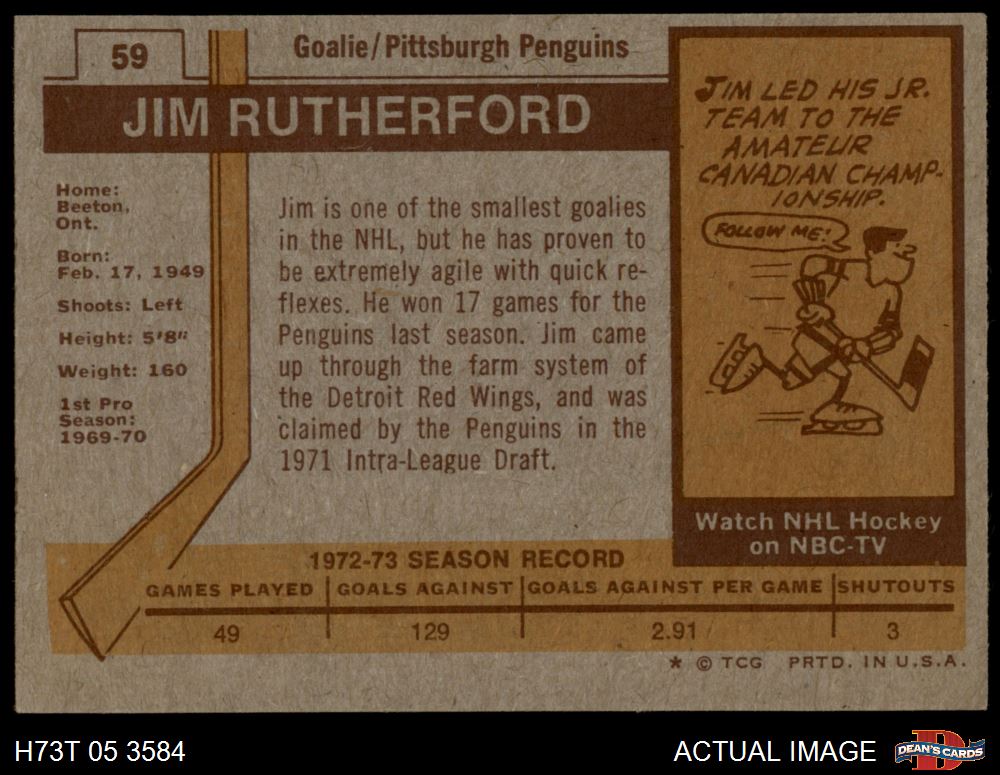 59
Goalie/Pittsburgh Penguins
JIM RUTHERFORD
Home:
Beeton,
Ont.
Born:
Feb. 17, 1949
Shoots: Left
Height: 5'8"
Weight: 160
1st Pro
Season:
1969-70
Jim is one of the smallest goalies
in the NHL, but he has proven to
be extremely agile with quick re-
flexes. He won 17 games for the
Penguins last season. Jim came
up through the farm system of
the Detroit Red Wings, and was
claimed by the Penguins in the
1971 Intra-League Draft.
JIM LED HIS JR.
TEAM TO THE
AMATEUR
CANADIAN CHAMP-
IONSHIP.
FOLLOW ME!
Watch NHL Hockey
on NBC-TV
1972-73 SEASON RECORD
GAMES PLAYED GOALS AGAINST GOALS AGAINST PER GAME SHUTOUTS
49 129 2.91 3
* © TCG PRTD. IN U.S.A.
H73T 05 3584
ACTUAL IMAGE
D
DEAN'S CARDS